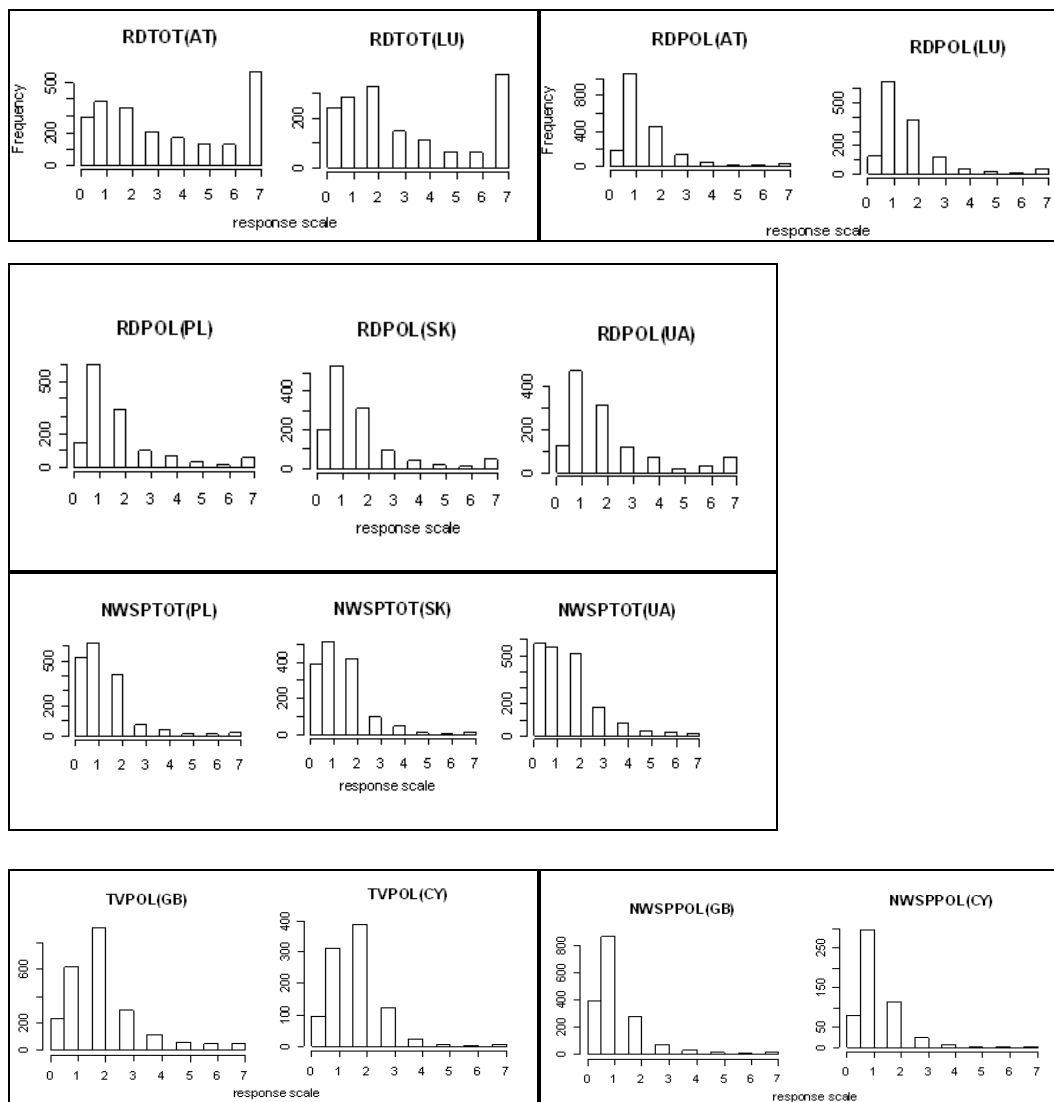 RDTOT(AT)
Frequency
0 200 500
0 1 2 3 4 5 6 7
RDTOT(LU)
0 200
0 1 2 3 4 5 6 7
response scale
RDPOL(AT)
Frequency
0 400 800
0 1 2 3 4 5 6 7
RDPOL(LU)
0 200 500
0 1 2 3 4 5 6 7
response scale
RDPOL(PL)
0 200 500
0 1 2 3 4 5 6 7
RDPOL(SK)
0 200 400
0 1 2 3 4 5 6 7
RDPOL(UA)
0 200 400
0 1 2 3 4 5 6 7
response scale
NWSPTOT(PL)
0 200 500
0 1 2 3 4 5 6 7
NWSPTOT(SK)
0 200 400
0 1 2 3 4 5 6 7
NWSPTOT(UA)
0 200 500
0 1 2 3 4 5 6 7
response scale
TVPOL(GB)
0 200 600
0 1 2 3 4 5 6 7
TVPOL(CY)
0 100 200 300 400
0 1 2 3 4 5 6 7
response scale
NWSPPOL(GB)
0 200 400 600 800
0 1 2 3 4 5 6 7
NWSPPOL(CY)
0 50 150 250
0 1 2 3 4 5 6 7
response scale